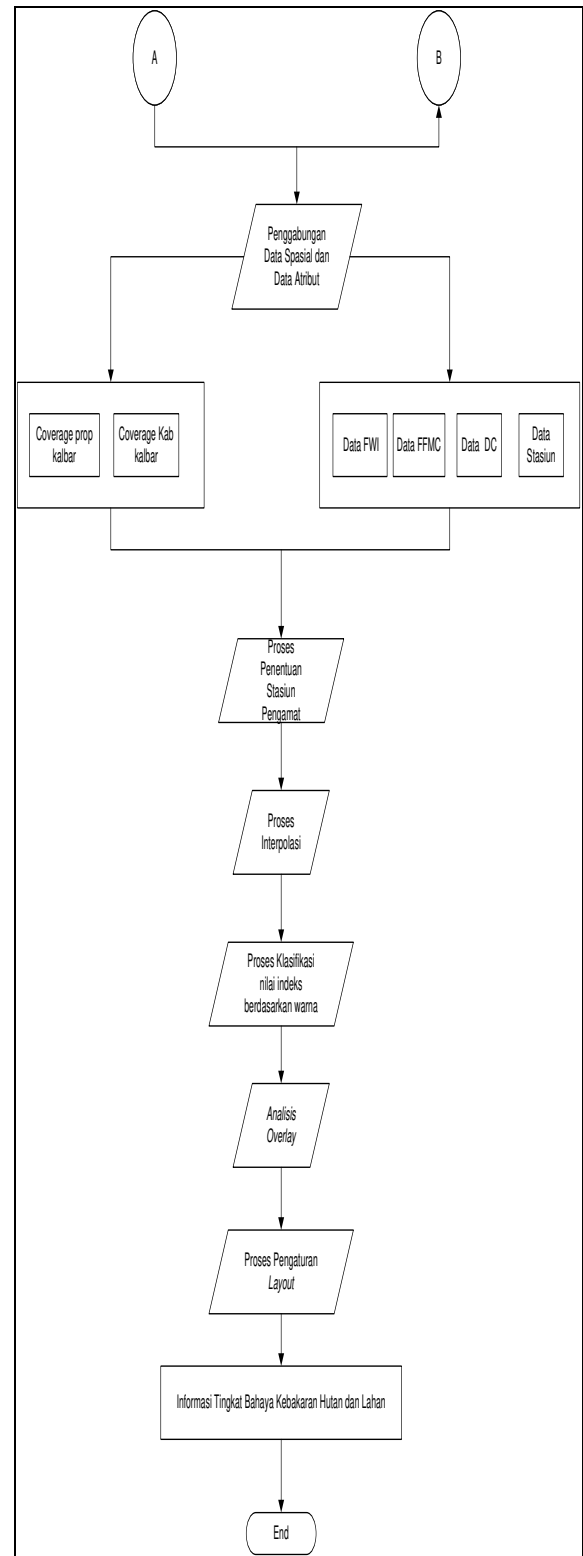 A
B
Penggabungan
Data Spasial dan
Data Atribut
Coverage prop
kalbar
Coverage Kab
kalbar
Data FWI
Data FFMC
Data DC
Data
Stasiun
Proses
Penentuan
Stasiun
Pengamat
Proses
Interpolasi
Proses Klasifikasi
nilai indeks
berdasarkan warna
Analisis
Overlay
Proses Pengaturan
Layout
Informasi Tingkat Bahaya Kebakaran Hutan dan Lahan
End